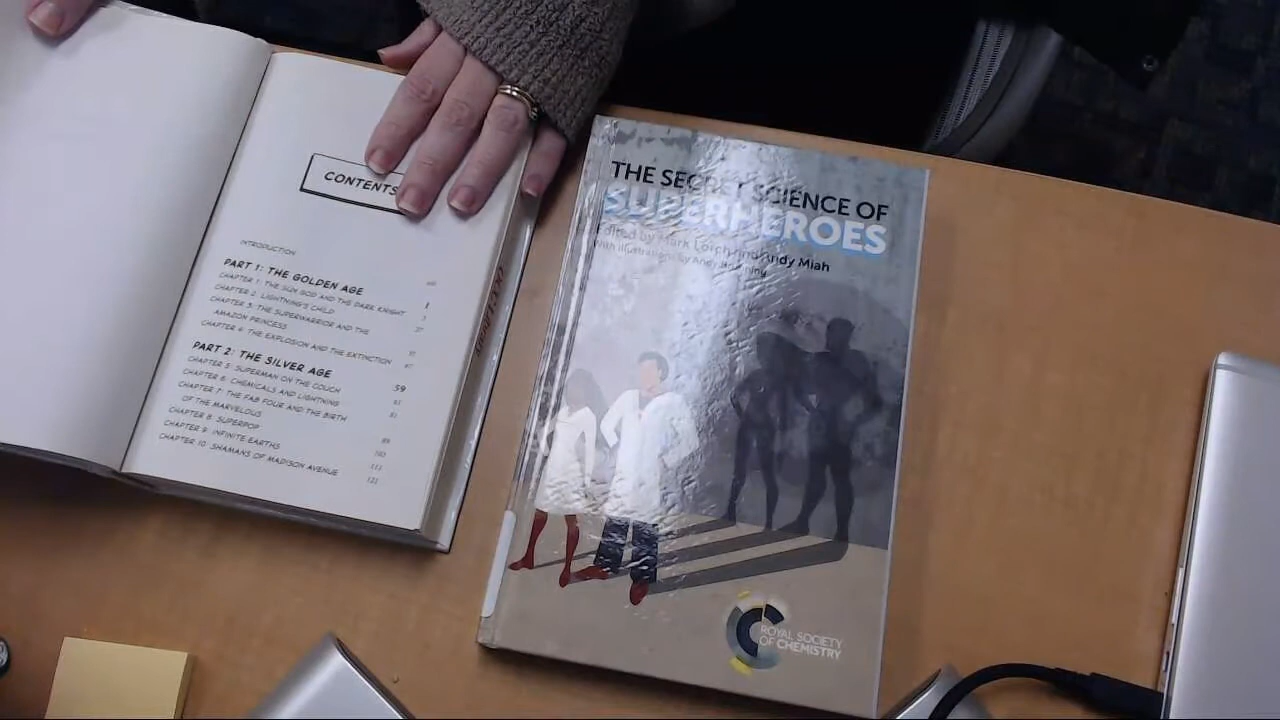 CONTENTS
INTRODUCTION
PART 1: THE GOLDEN AGE
CHAPTER 1: THE SUN GOD AND THE DARK KNIGHT
CHAPTER 2: LIGHTNING'S CHILD
CHAPTER 3: THE SUPERWARRIOR AND THE
AMAZON PRINCESS
CHAPTER 4: THE EXPLOSION AND THE EXTINCTION
PART 2: THE SILVER AGE 59
CHAPTER 5: SUPERMAN ON THE COUCH
CHAPTER 6: CHEMICALS AND LIGHTNING
CHAPTER 7: THE FAB FOUR AND THE BIRTH
OF THE MARVELOUS
CHAPTER 8: SUPERPOP
CHAPTER 9: INFINITE EARTHS
CHAPTER 10: SHAMANS OF MADISON AVENUE
THE SECRET SCIENCE OF
SUPERHEROES
Edited by Mark Lorch and Andy Miah
With illustrations by Andy
ROYAL SOCIETY
OF CHEMISTRY